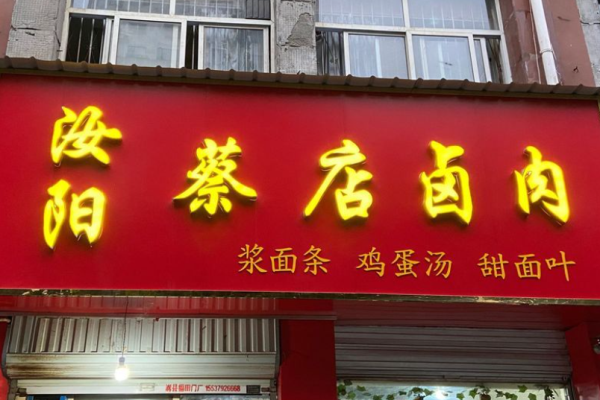 汝阳
蔡店卤肉
浆面条 鸡蛋汤 甜面叶